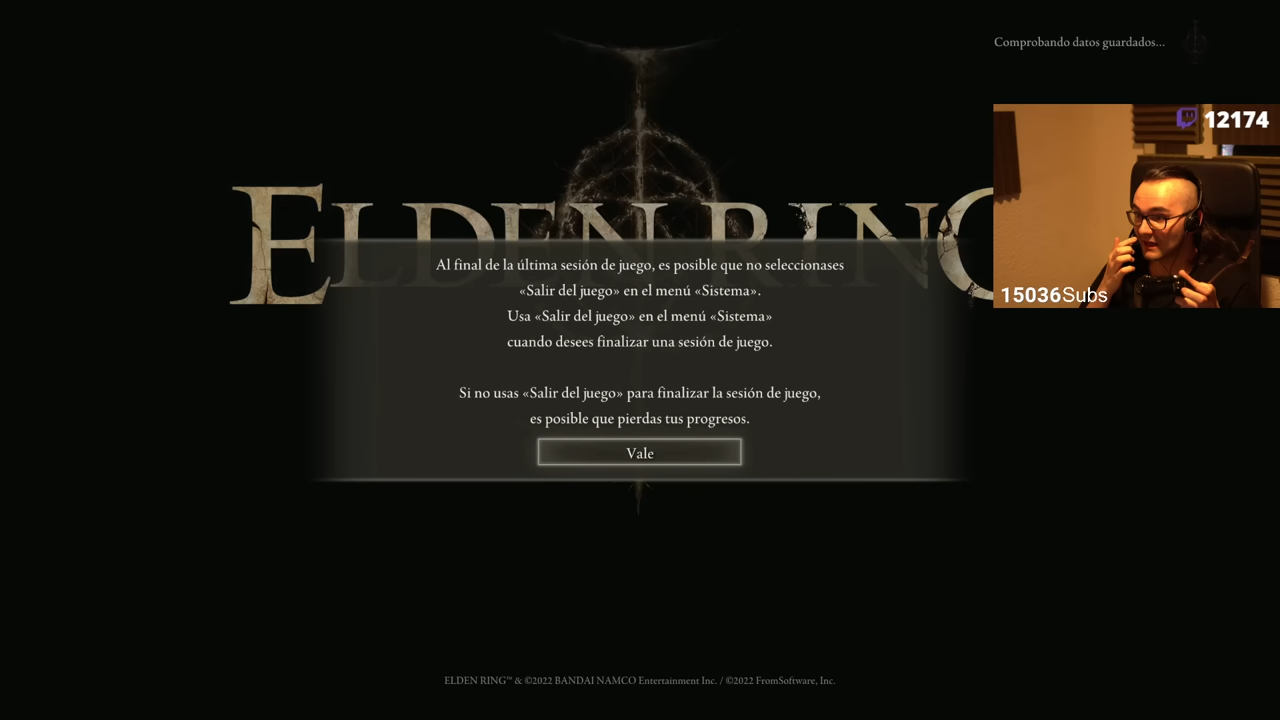 Comprobando datos guardados...
12174
ELDEN RING
15036Subs
Al final de la última sesión de juego, es posible que no seleccionases
«Salir del juego» en el menú «Sistema».
Usa «Salir del juego» en el menú «Sistema»
cuando desees finalizar una sesión de juego.
Si no usas «Salir del juego» para finalizar la sesión de juego,
es posible que pierdas tus progresos.
Vale
ELDEN RING™ & ©2022 BANDAI NAMCO Entertainment Inc. / ©2022 FromSoftware, Inc.